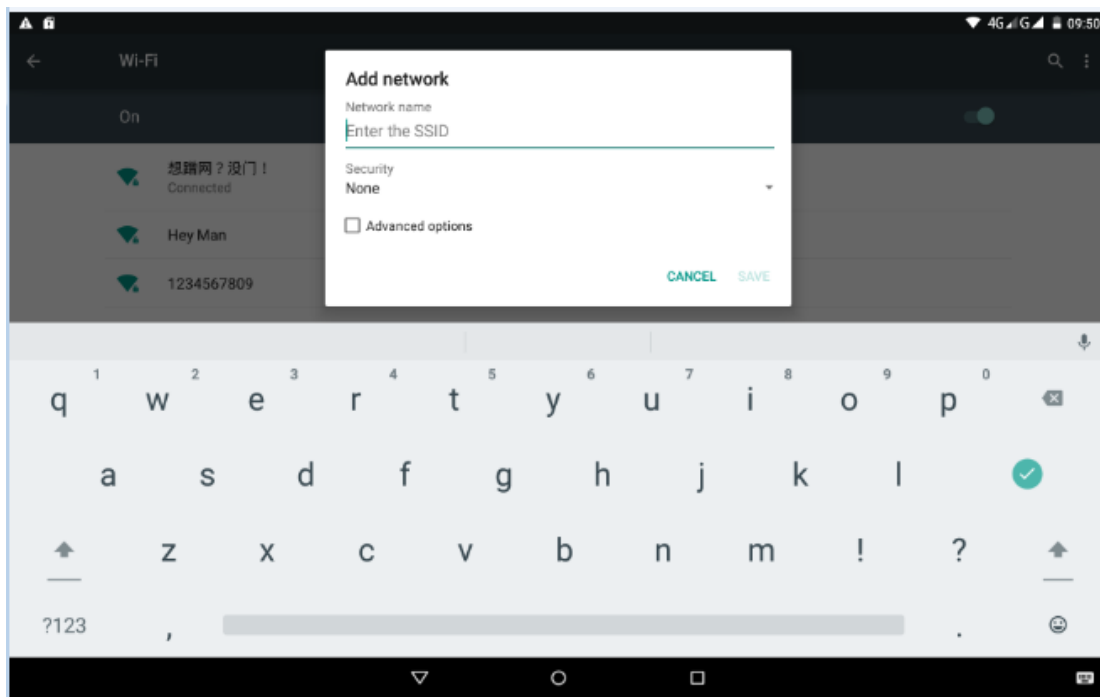 4G G 09:50
Wi-Fi
On
想蹭网？没门！
Connected
Hey Man
1234567809
Add network
Network name
Enter the SSID
Security
None
Advanced options
CANCEL SAVE
1 2 3 4 5 6 7 8 9 0
q w e r t y u i o p
a s d f g h j k l
z x c v b n m ! ?
?123 , .